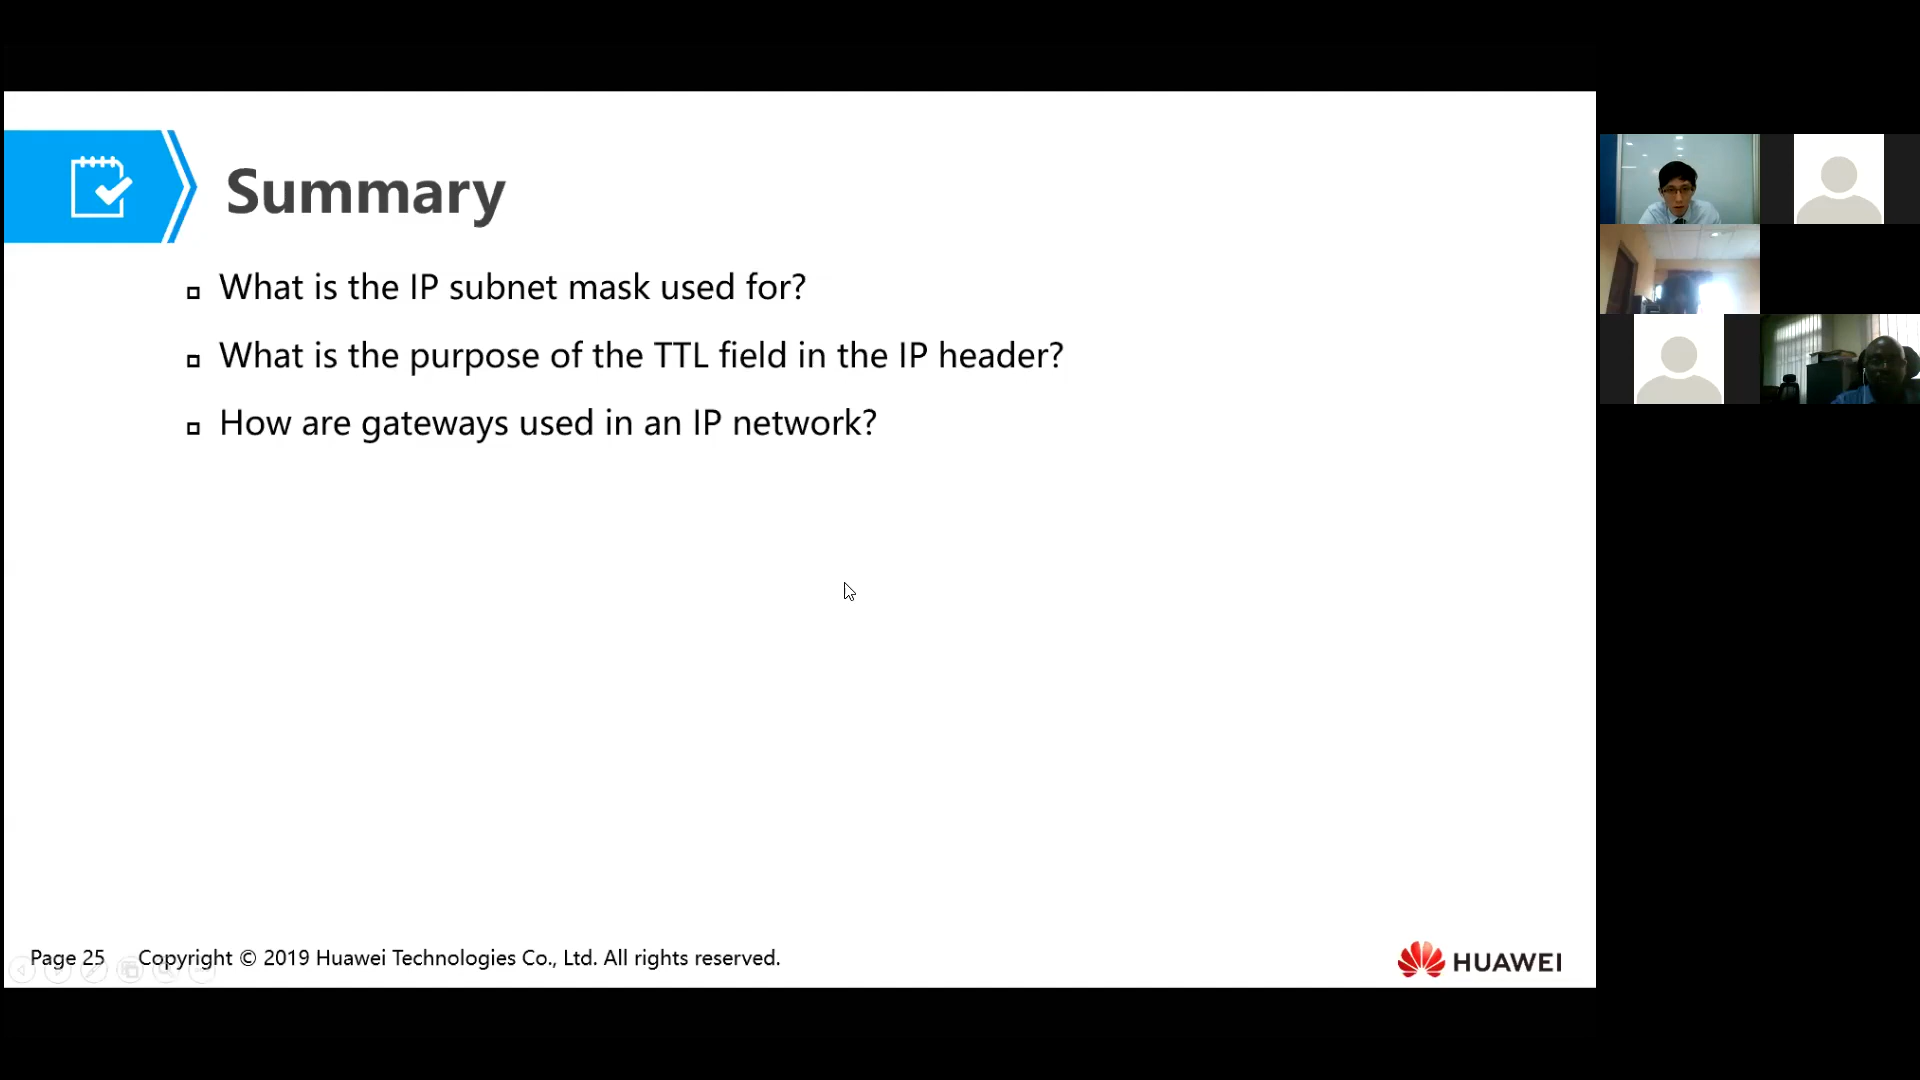 Summary
What is the IP subnet mask used for?
What is the purpose of the TTL field in the IP header?
How are gateways used in an IP network?
Page 25 Copyright © 2019 Huawei Technologies Co., Ltd. All rights reserved.
HUAWEI